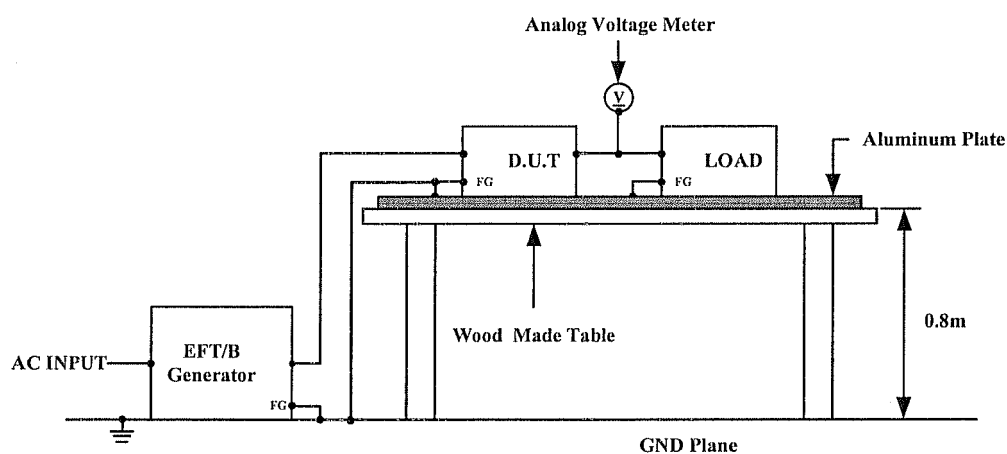 Analog Voltage Meter
V
D.U.T
LOAD
Aluminum Plate
FG
FG
Wood Made Table
0.8m
AC INPUT
EFT/B
Generator
FG
GND Plane